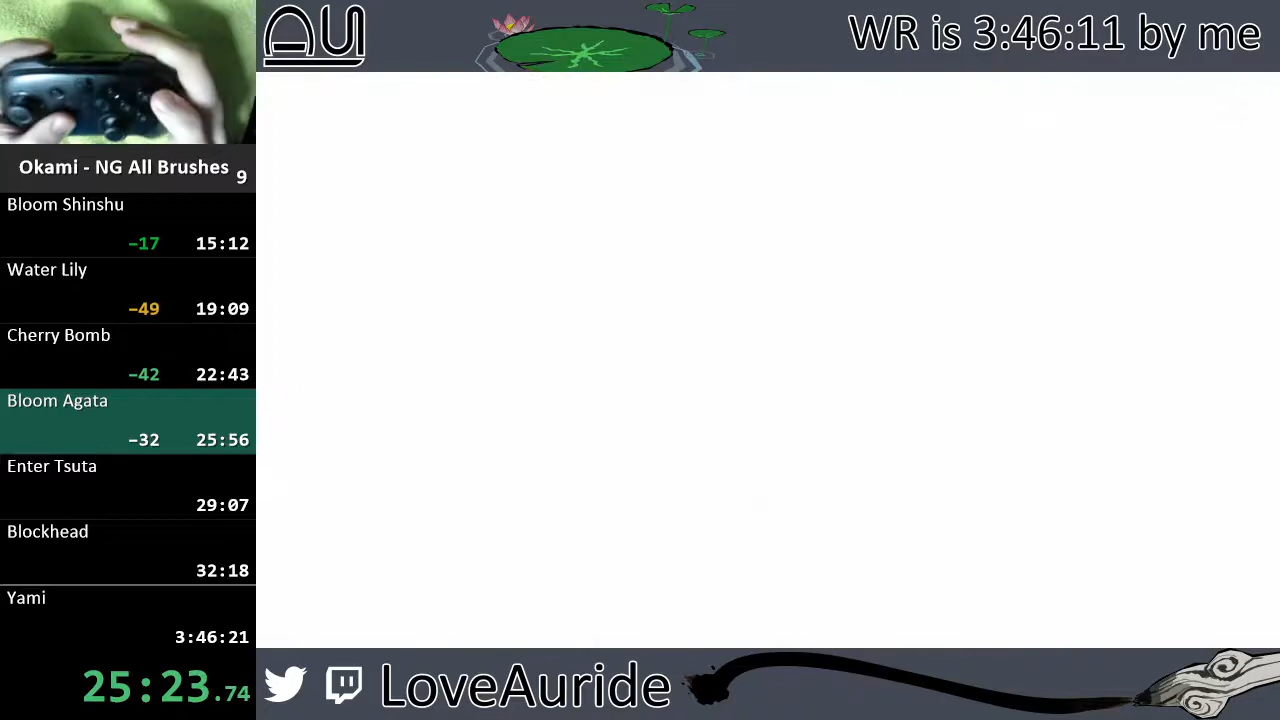 AU
WR is 3:46:11 by me
Okami - NG All Brushes 9
Bloom Shinshu
-17 15:12
Water Lily
-49 19:09
Cherry Bomb
-42 22:43
Bloom Agata
-32 25:56
Enter Tsuta
29:07
Blockhead
32:18
Yami
3:46:21
25:23.74
LoveAuride